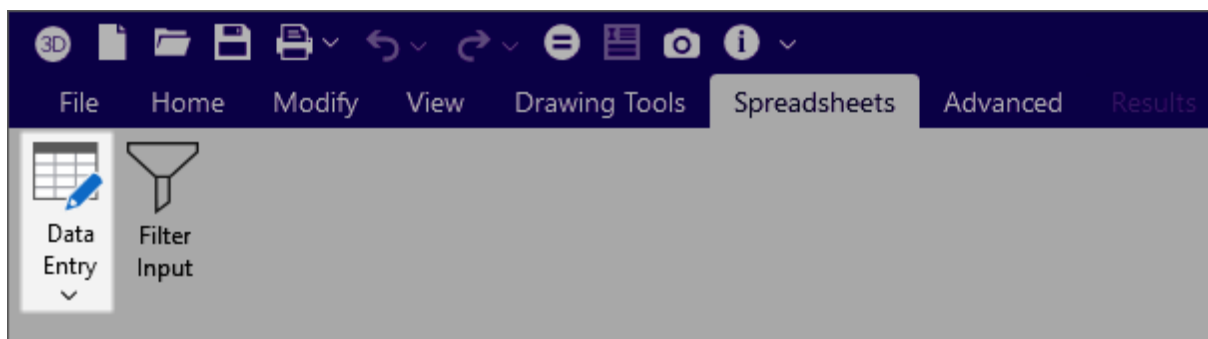 3D
File Home Modify View Drawing Tools Spreadsheets Advanced Results
Data
Entry
Filter
Input